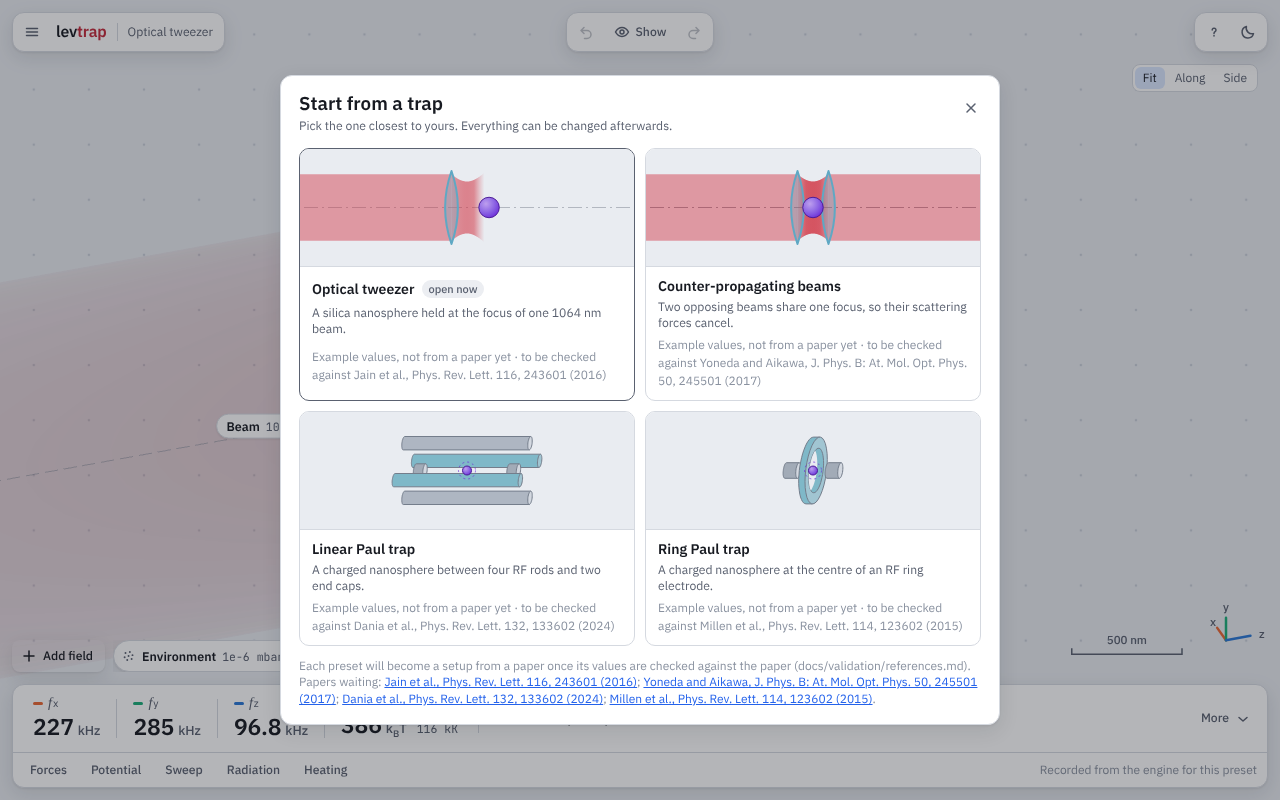 levtrap Optical tweezer
Show
?
Fit Along Side
Start from a trap
Pick the one closest to yours. Everything can be changed afterwards.
Optical tweezer open now
A silica nanosphere held at the focus of one 1064 nm
beam.
Example values, not from a paper yet · to be checked
against Jain et al., Phys. Rev. Lett. 116, 243601 (2016)
Counter-propagating beams
Two opposing beams share one focus, so their scattering
forces cancel.
Example values, not from a paper yet · to be checked
against Yoneda and Aikawa, J. Phys. B: At. Mol. Opt. Phys.
50, 245501 (2017)
Beam 10
Linear Paul trap
A charged nanosphere between four RF rods and two
end caps.
Example values, not from a paper yet · to be checked
against Dania et al., Phys. Rev. Lett. 132, 133602 (2024)
Ring Paul trap
A charged nanosphere at the centre of an RF ring
electrode.
Example values, not from a paper yet · to be checked
against Millen et al., Phys. Rev. Lett. 114, 123602 (2015)
y
x
z
500 nm
Add field
Environment 1e-6 mbar
Each preset will become a setup from a paper once its values are checked against the paper (docs/validation/references.md).
Papers waiting: Jain et al., Phys. Rev. Lett. 116, 243601 (2016); Yoneda and Aikawa, J. Phys. B: At. Mol. Opt. Phys. 50, 245501
(2017); Dania et al., Phys. Rev. Lett. 132, 133602 (2024); Millen et al., Phys. Rev. Lett. 114, 123602 (2015).
fx
227 kHz
fy
285 kHz
fz
96.8 kHz
386 kBT 116 kK
More
Forces Potential Sweep Radiation Heating
Recorded from the engine for this preset